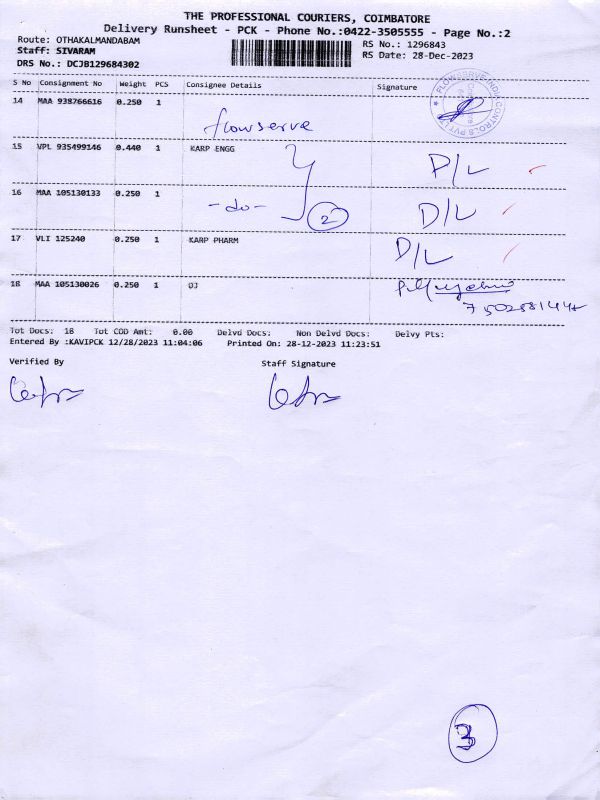 THE PROFESSIONAL COURIERS, COIMBATORE
Delivery Runsheet - PCK - Phone No.:0422-3505555 - Page No.:2
Route: OTHAKALMANDABAM
RS No.: 1296843
Staff: SIVARAM
RS Date: 28-Dec-2023
DRS No.: DCJB129684302
S No Consignment No Weight PCS Consignee Details Signature
14 MAA 938766616 0.250 1
flowserve
15 VPL 935499146 0.440 1 KARP ENGG
D/L
16 MAA 105130133 0.250 1
-do- 2 D/L
17 VLI 125240 0.250 1 KARP PHARM
D/L
18 MAA 105130026 0.250 1 OJ
Tot Docs: 18 Tot COD Amt: 0.00 Delvd Docs: Non Delvd Docs: Delvy Pts:
Entered By :KAVIPCK 12/28/2023 11:04:06 Printed On: 28-12-2023 11:23:51
Verified By Staff Signature
3